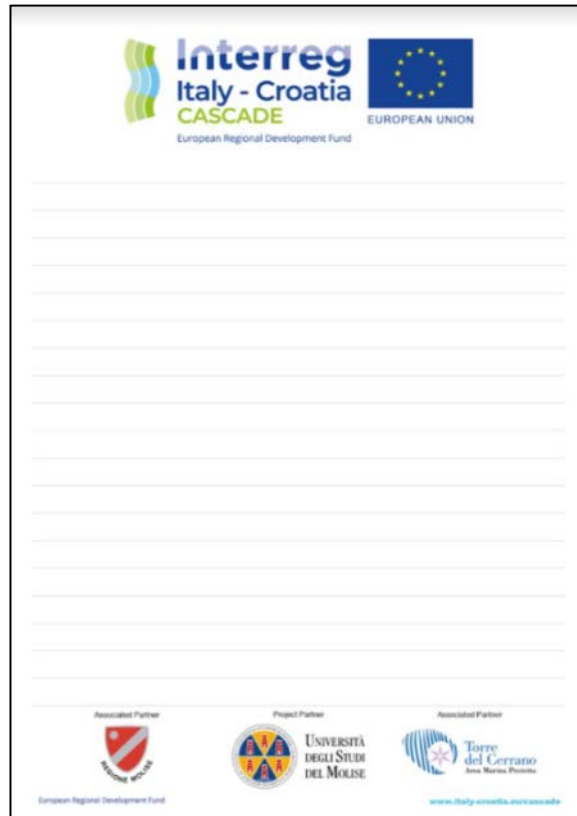 Interreg
Italy - Croatia
CASCADE
European Regional Development Fund
EUROPEAN UNION
Associated Partner
Project Partner
Associated Partner
REGIONE MOLISE
UNIVERSITÀ
DEGLI STUDI
DEL MOLISE
Torre
del Cerrano
Area Marina Protetta
European Regional Development Fund
www.italy-croatia.eu/cascade